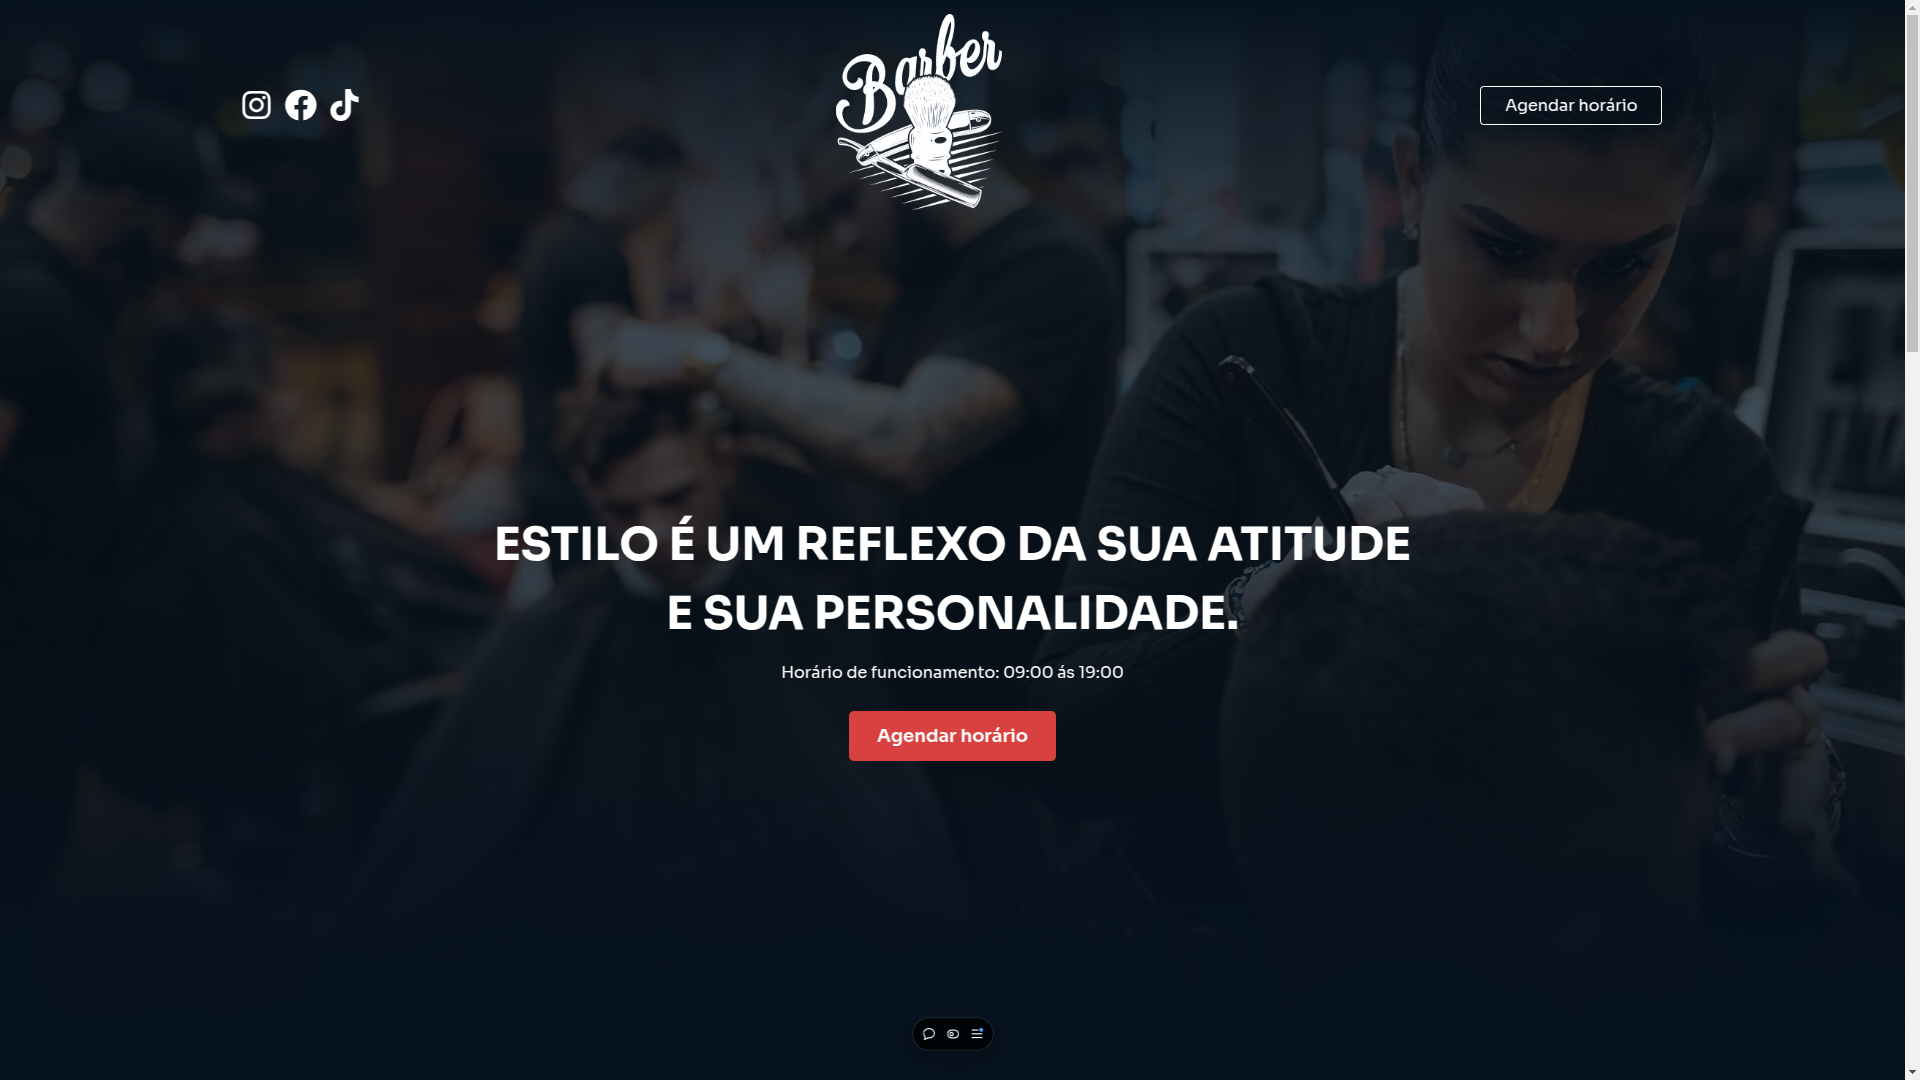 Barber
Agendar horário
ESTILO É UM REFLEXO DA SUA ATITUDE
E SUA PERSONALIDADE.
Horário de funcionamento: 09:00 ás 19:00
Agendar horário